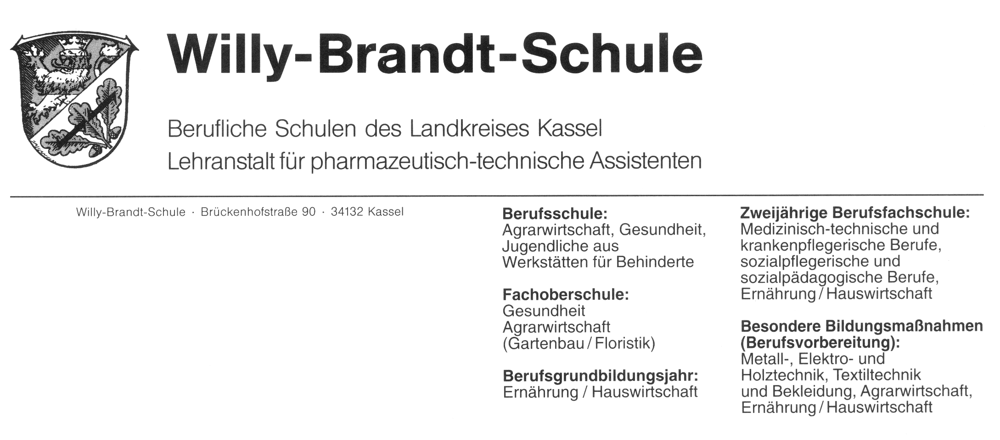 Willy-Brandt-Schule
Berufliche Schulen des Landkreises Kassel
Lehranstalt für pharmazeutisch-technische Assistenten
Willy-Brandt-Schule · Brückenhofstraße 90 · 34132 Kassel
Berufsschule:
Agrarwirtschaft, Gesundheit,
Jugendliche aus
Werkstätten für Behinderte
Fachoberschule:
Gesundheit
Agrarwirtschaft
(Gartenbau / Floristik)
Berufsgrundbildungsjahr:
Ernährung / Hauswirtschaft
Zweijährige Berufsfachschule:
Medizinisch-technische und
krankenpflegerische Berufe,
sozialpflegerische und
sozialpädagogische Berufe,
Ernährung / Hauswirtschaft
Besondere Bildungsmaßnahmen
(Berufsvorbereitung):
Metall-, Elektro- und
Holztechnik, Textiltechnik
und Bekleidung, Agrarwirtschaft,
Ernährung / Hauswirtschaft